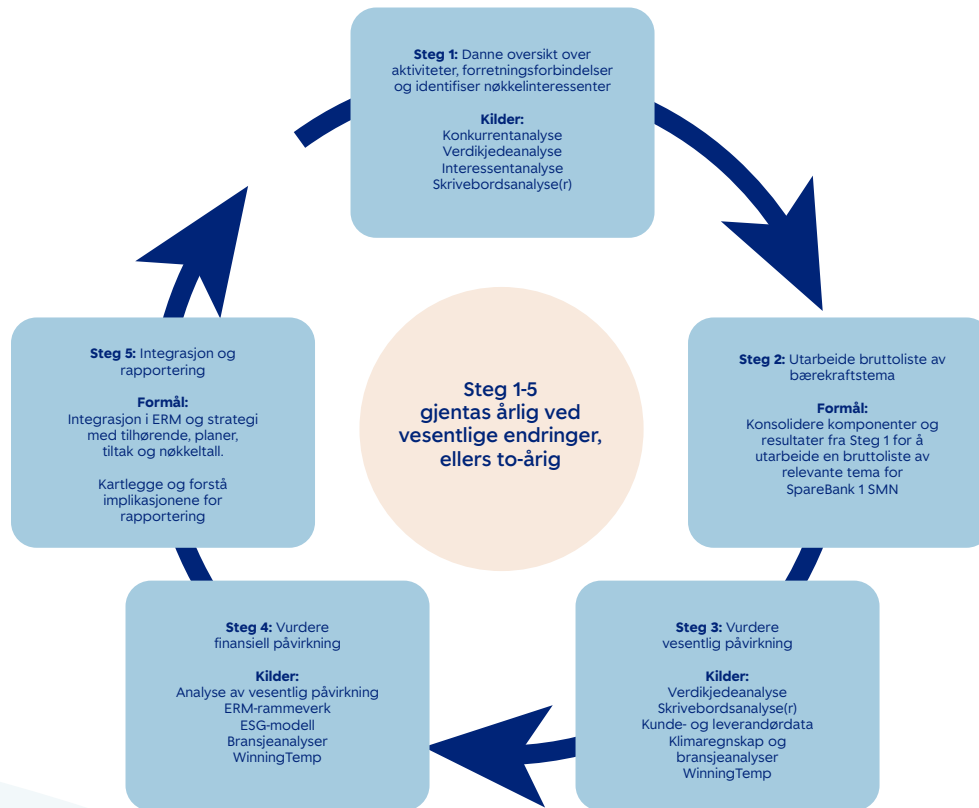 Steg 1: Danne oversikt over
aktiviteter, forretningsforbindelser
og identifiser nøkkelinteressenter
Kilder:
Konkurrentanalyse
Verdikjedeanalyse
Interessentanalyse
Skrivebordsanalyse(r)
Steg 2: Utarbeide bruttoliste av
bærekraftstema
Formål:
Konsolidere komponenter og
resultater fra Steg 1 for å
utarbeide en bruttoliste av
relevante tema for
SpareBank 1 SMN
Steg 3: Vurdere
vesentlig påvirkning
Kilder:
Verdikjedeanalyse
Skrivebordsanalyse(r)
Kunde- og leverandørdata
Klimaregnskap og
bransjeanalyser
WinningTemp
Steg 4: Vurdere
finansiell påvirkning
Kilder:
Analyse av vesentlig påvirkning
ERM-rammeverk
ESG-modell
Bransjeanalyser
WinningTemp
Steg 5: Integrasjon og
rapportering
Formål:
Integrasjon i ERM og strategi
med tilhørende, planer,
tiltak og nøkkeltall.
Kartlegge og forstå
implikasjonene for
rapportering
Steg 1-5
gjentas årlig ved
vesentlige endringer,
ellers to-årig